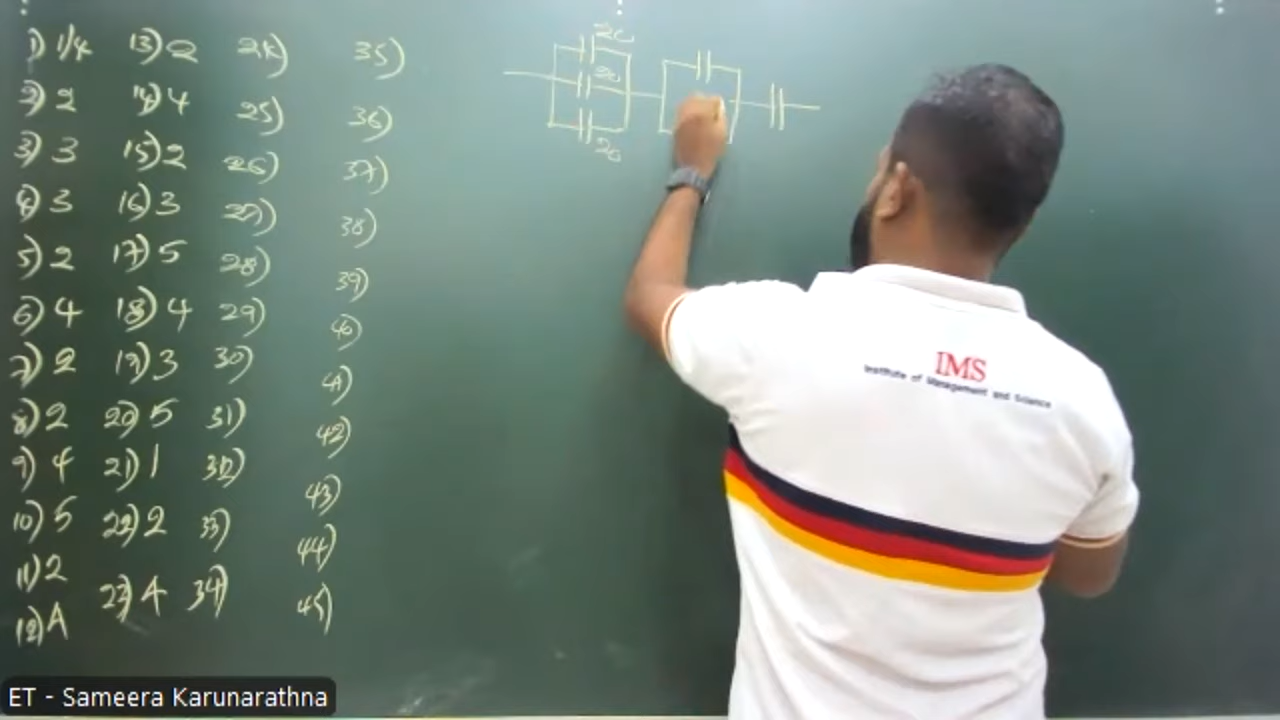 1) 1/4 13) 2 24) 35)
2) 2 14) 4 25) 36)
3) 3 15) 2 26) 37)
4) 3 16) 3 27) 38)
5) 2 17) 5 28) 39)
6) 4 18) 4 29) 40)
7) 2 19) 3 30) 41)
8) 2 20) 5 31) 42)
9) 4 21) 1 32) 43)
10) 5 22) 2 33) 44)
11) 2 23) A 34) 45)
12) A
2C
2C
2C
IMS
Institute of Management and Science
ET - Sameera Karunarathna